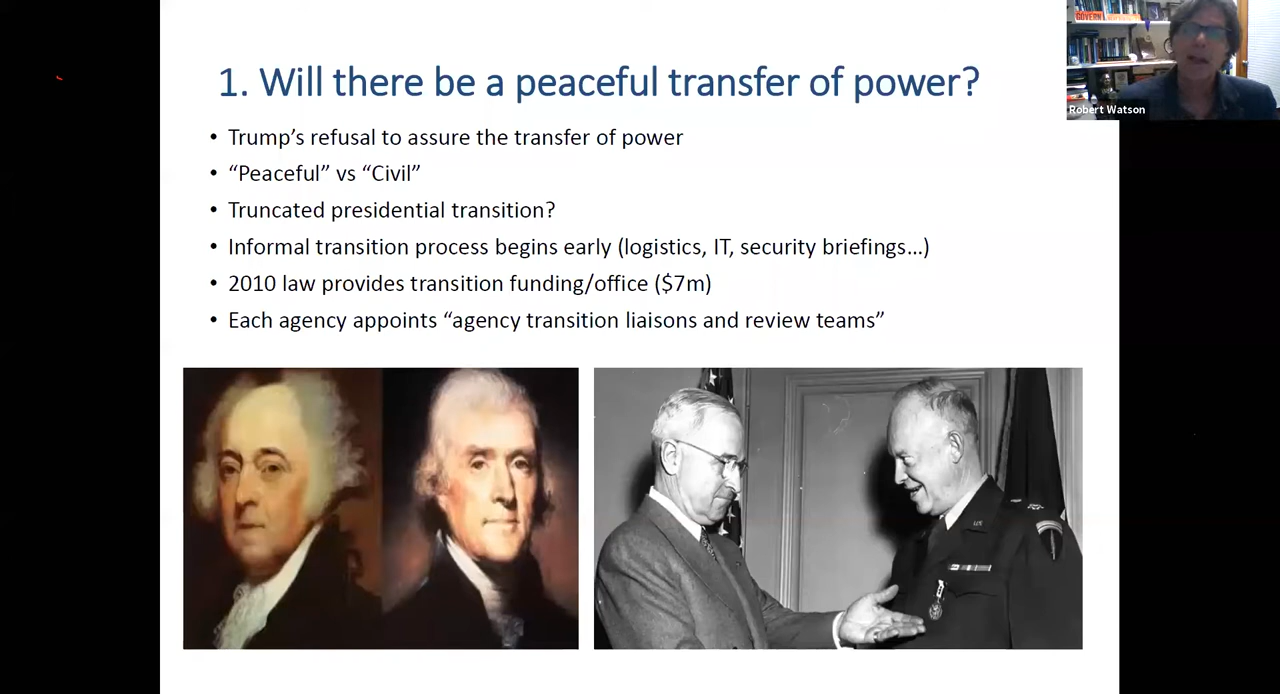 1. Will there be a peaceful transfer of power?
• Trump’s refusal to assure the transfer of power
• “Peaceful” vs “Civil”
• Truncated presidential transition?
• Informal transition process begins early (logistics, IT, security briefings…)
• 2010 law provides transition funding/office ($7m)
• Each agency appoints “agency transition liaisons and review teams”
GOVERN
Robert Watson